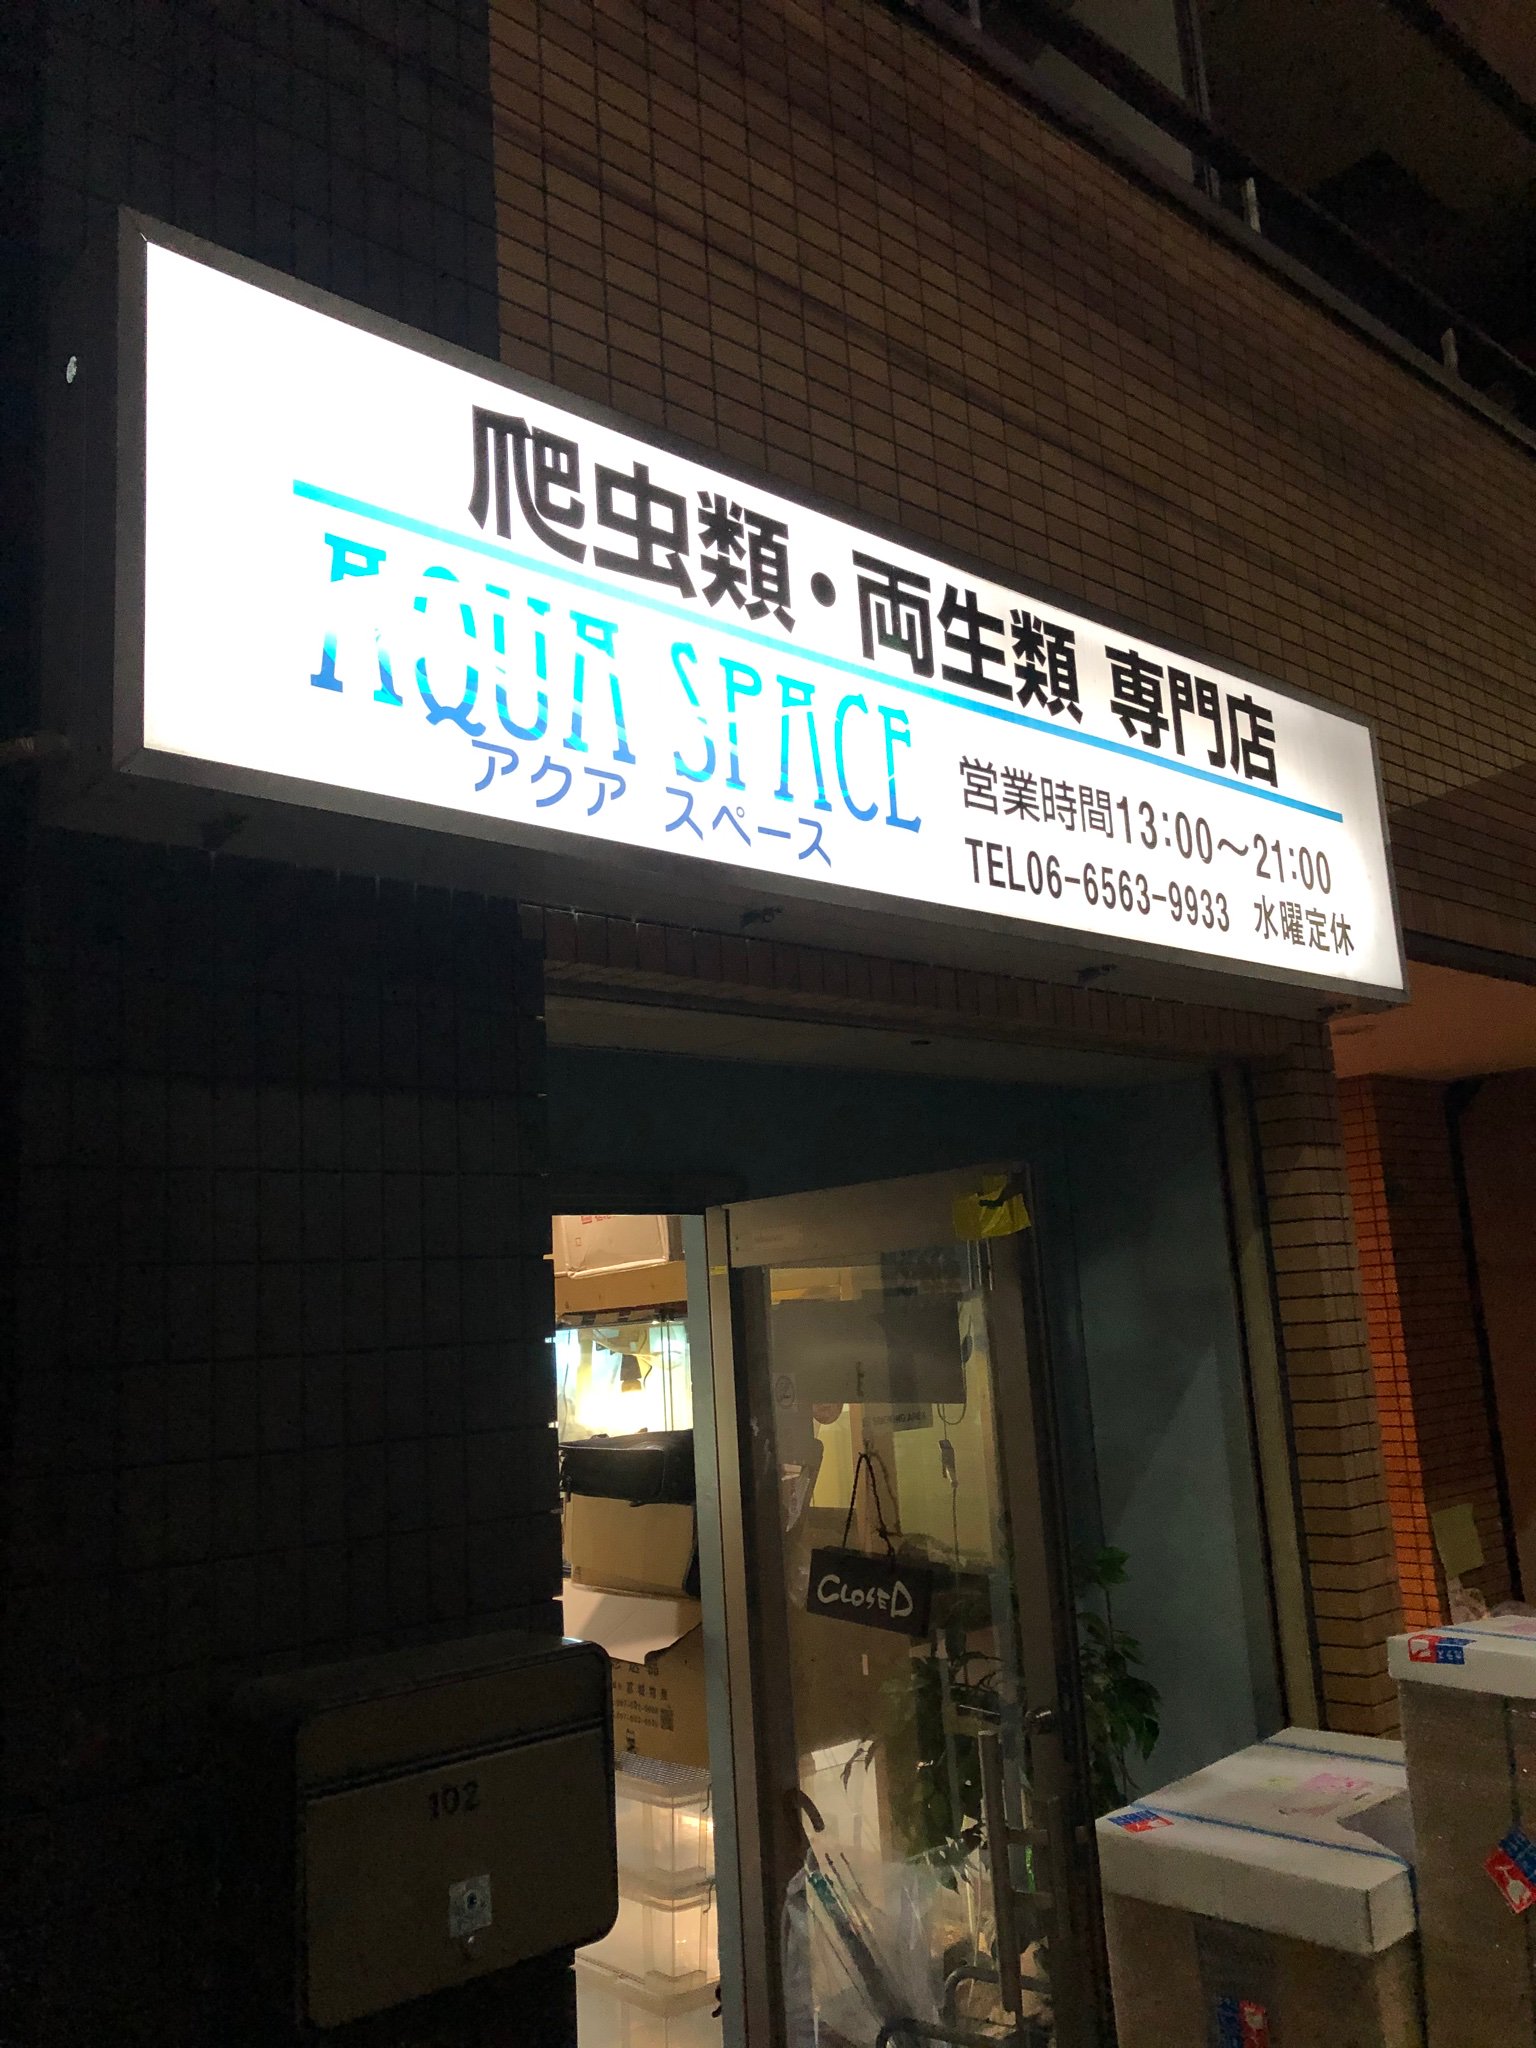 爬虫類・両生類 専門店
AQUA SPACE
アクア スペース
営業時間13:00〜21:00
TEL06-6563-9933 水曜定休
CLOSED
102